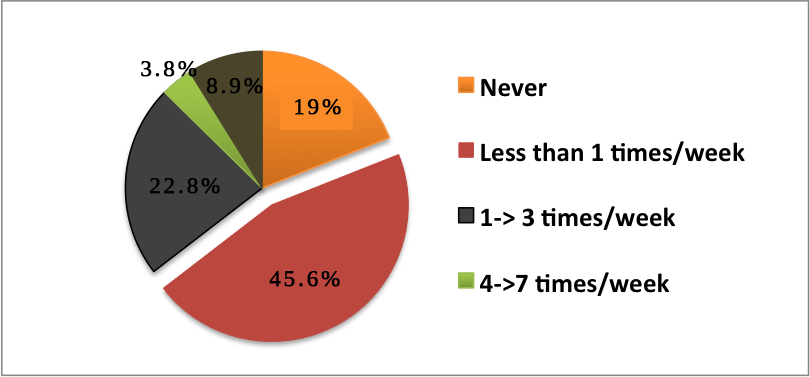 3.8%
8.9%
19%
22.8%
45.6%
Never
Less than 1 times/week
1-> 3 times/week
4->7 times/week